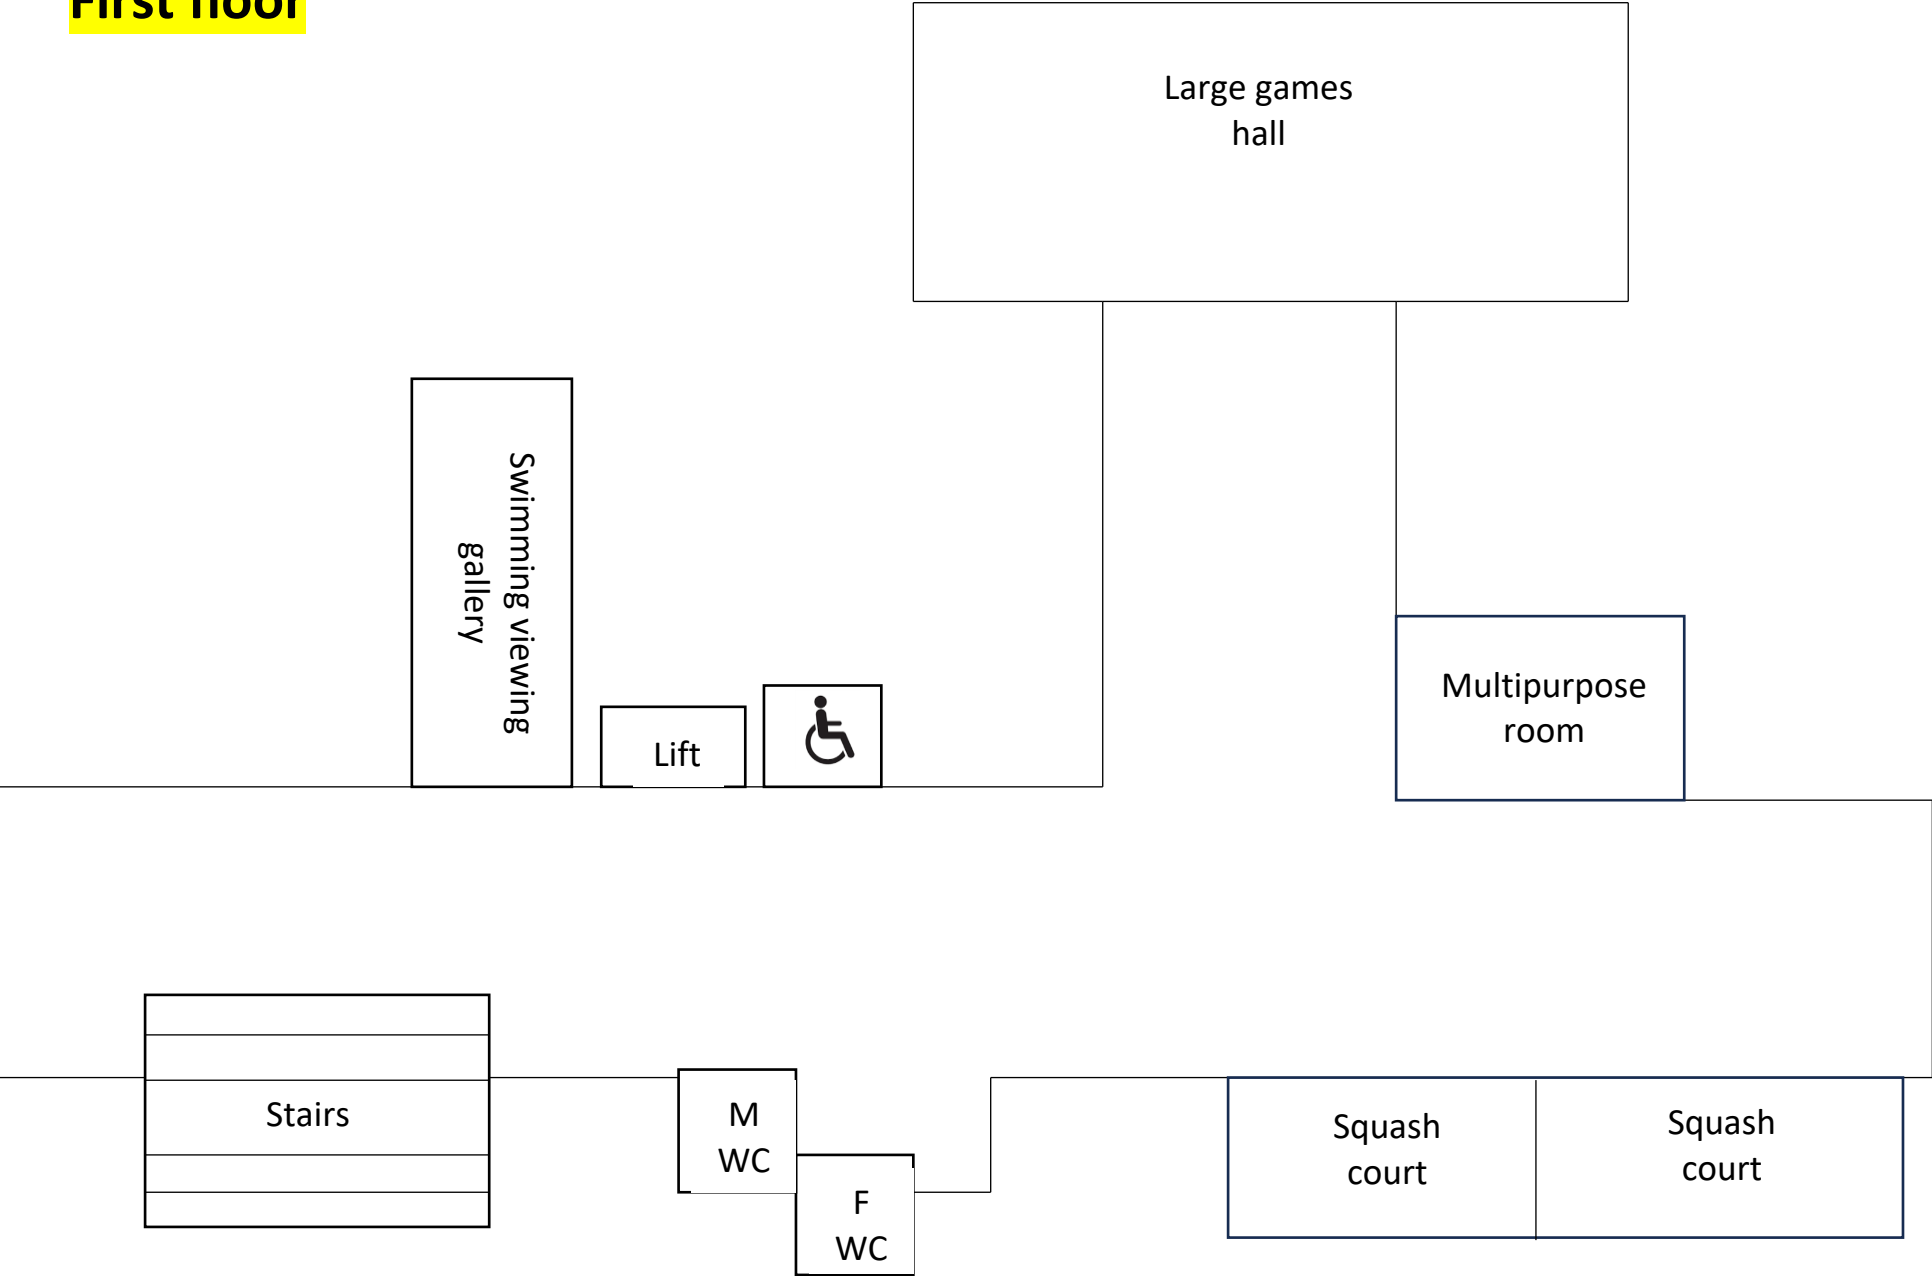 First floor
Large games
hall
Swimming viewing
gallery
Lift
Multipurpose
room
Stairs
M
WC
F
WC
Squash
court
Squash
court